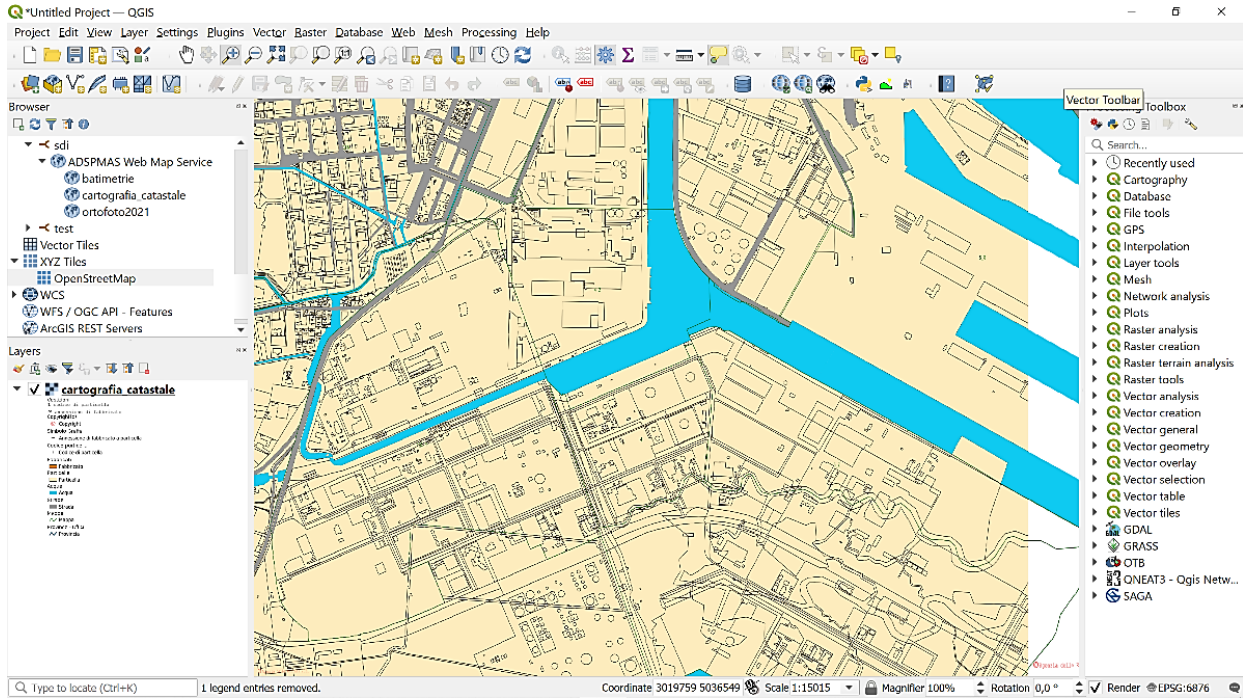 *Untitled Project — QGIS
Project Edit View Layer Settings Plugins Vector Raster Database Web Mesh Processing Help
Vector Toolbar
Toolbox
Browser
sdi
ADSPMAS Web Map Service
batimetrie
cartografia_catastale
ortofoto2021
test
Vector Tiles
XYZ Tiles
OpenStreetMap
WCS
WFS / OGC API - Features
ArcGIS REST Servers
Layers
cartografia_catastale
Copyright
Fabbricato
Particella
Acqua
Acqua
Strada
Mappa
Provincia
Search...
Recently used
Cartography
Database
File tools
GPS
Interpolation
Layer tools
Mesh
Network analysis
Plots
Raster analysis
Raster creation
Raster terrain analysis
Raster tools
Vector analysis
Vector creation
Vector general
Vector geometry
Vector overlay
Vector selection
Vector table
Vector tiles
GDAL
GRASS
OTB
QNEAT3 - Qgis Netw...
SAGA
Type to locate (Ctrl+K)
1 legend entries removed.
Coordinate 3019759 5036549
Scale 1:15015
Magnifier 100%
Rotation 0,0 °
Render
EPSG:6876